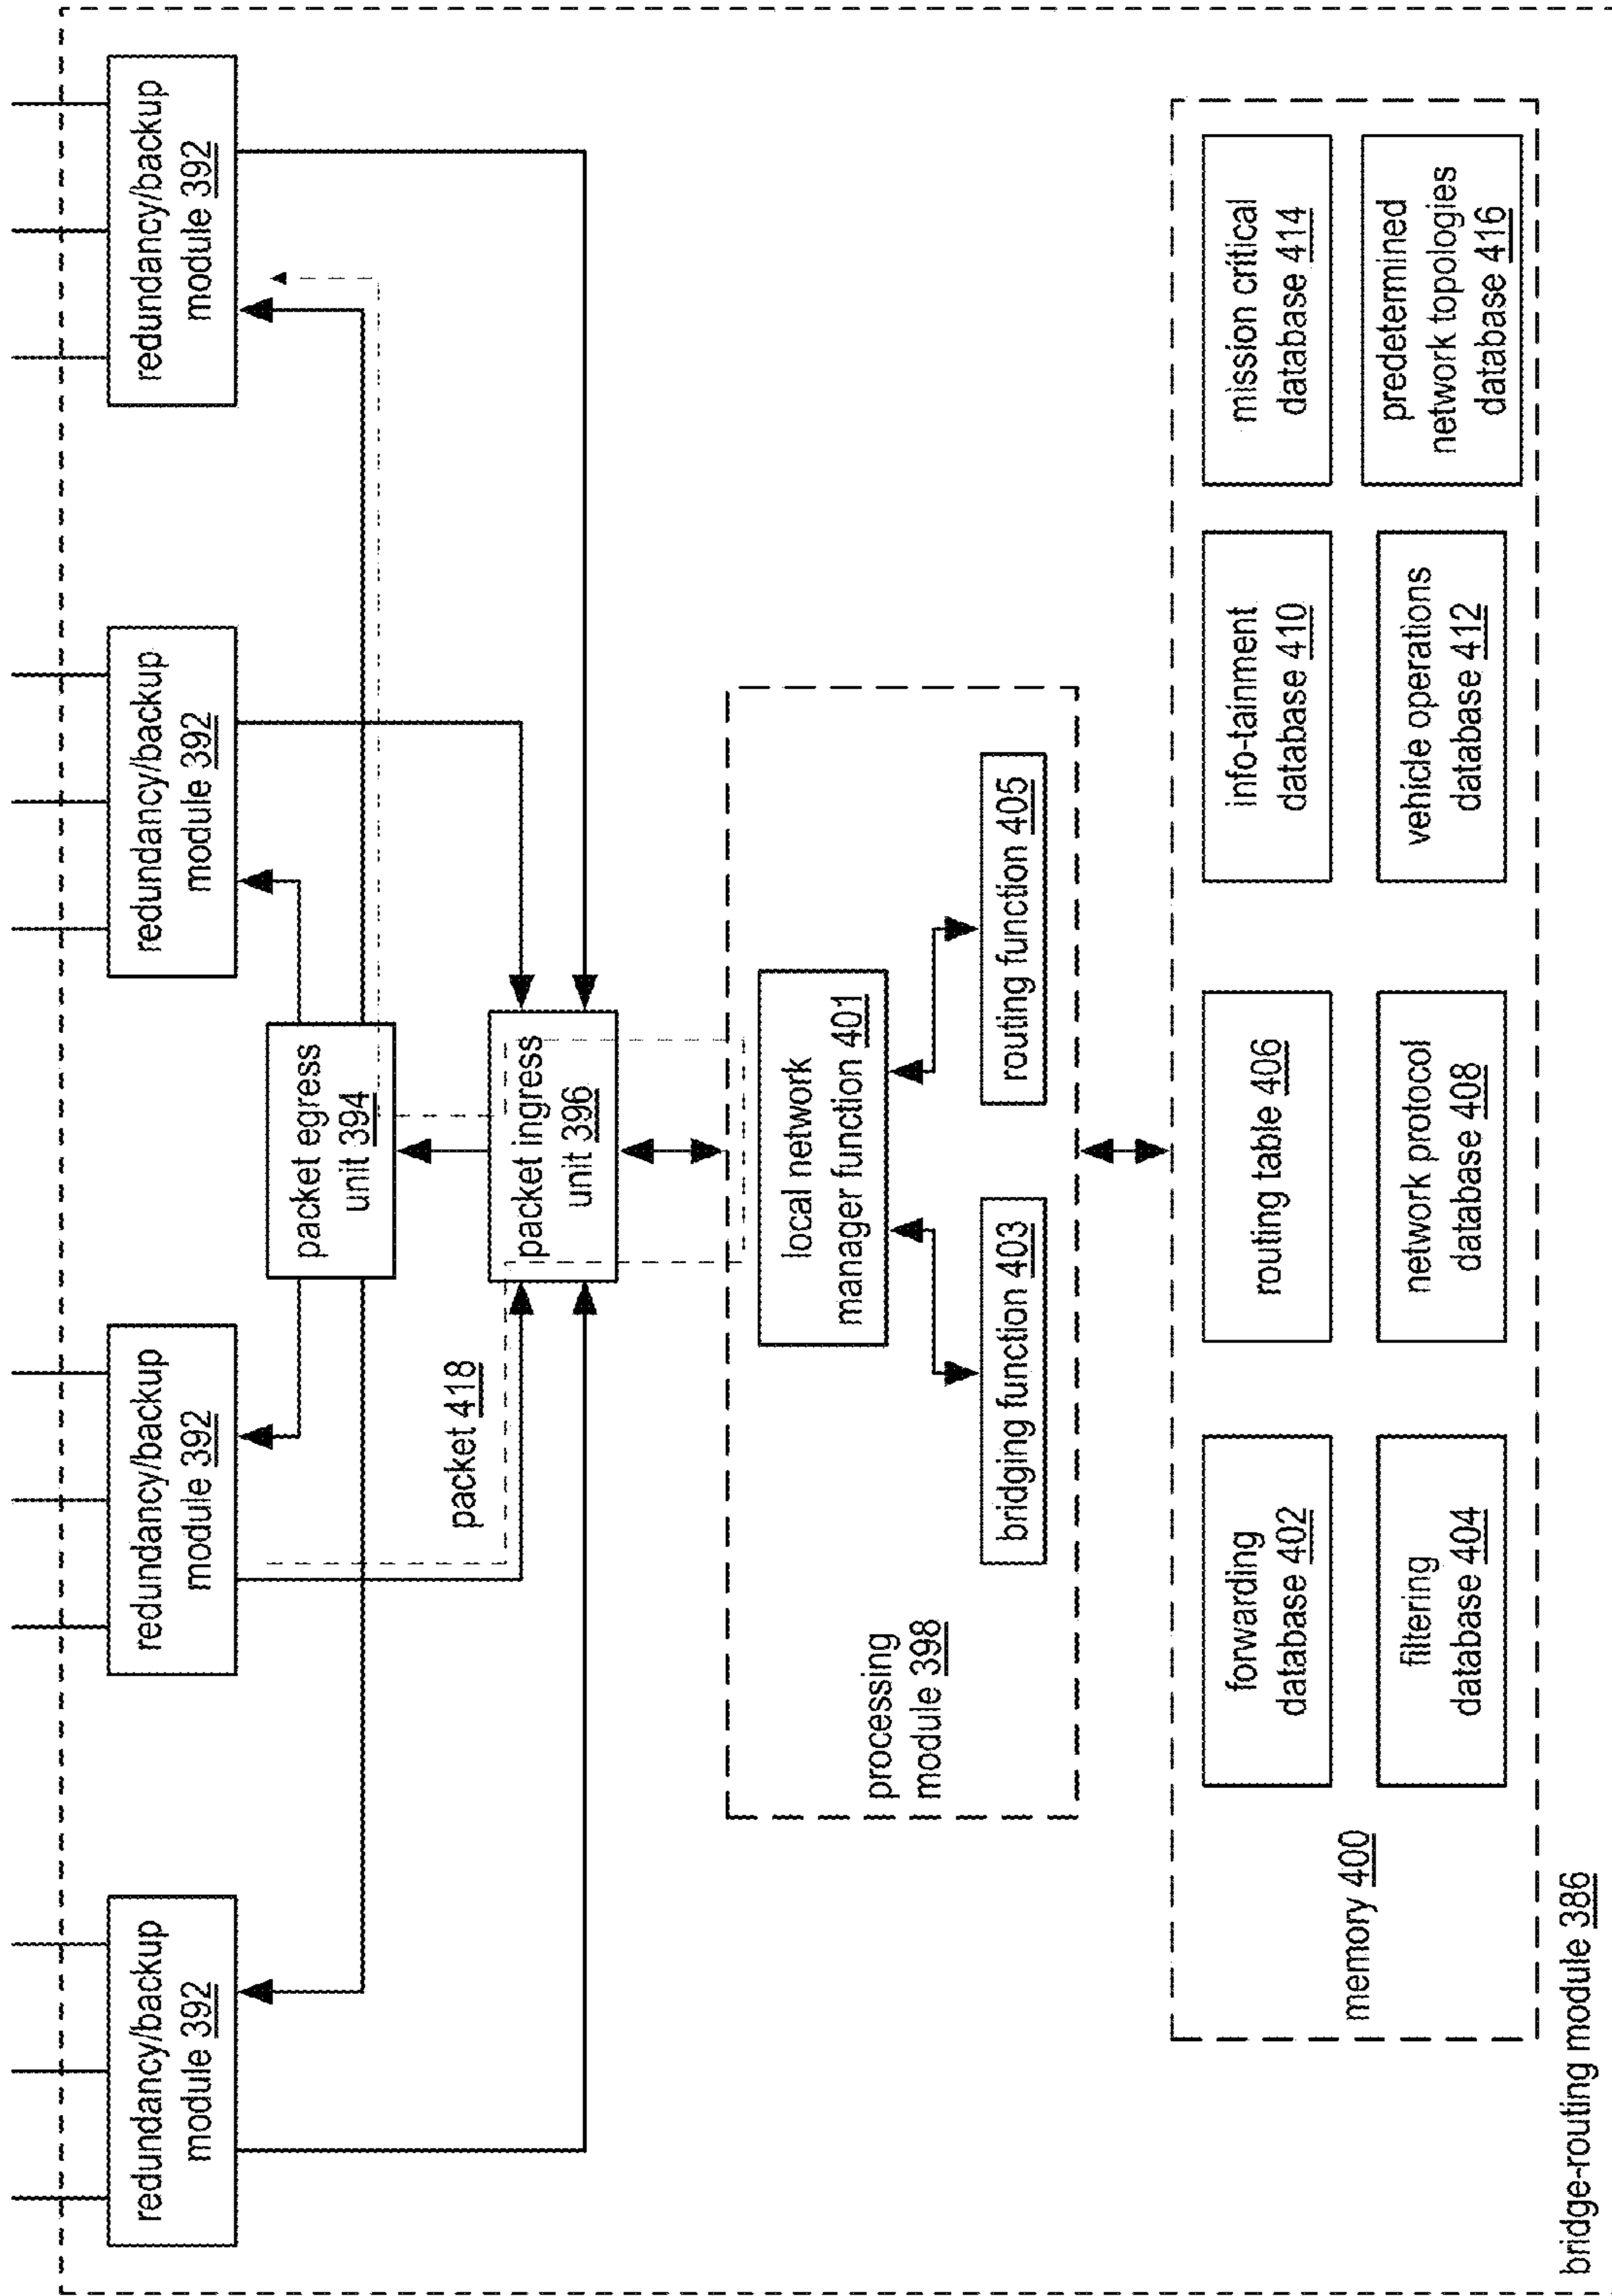 redundancy/backup
module 392
redundancy/backup
module 392
redundancy/backup
module 392
redundancy/backup
module 392
packet egress
unit 394
packet 418
packet ingress
unit 396
processing
module 398
local network
manager function 401
bridging function 403
routing function 405
memory 400
forwarding
database 402
routing table 406
info-tainment
database 410
mission critical
database 414
filtering
database 404
network protocol
database 408
vehicle operations
database 412
predetermined
network topologies
database 416
bridge-routing module 386